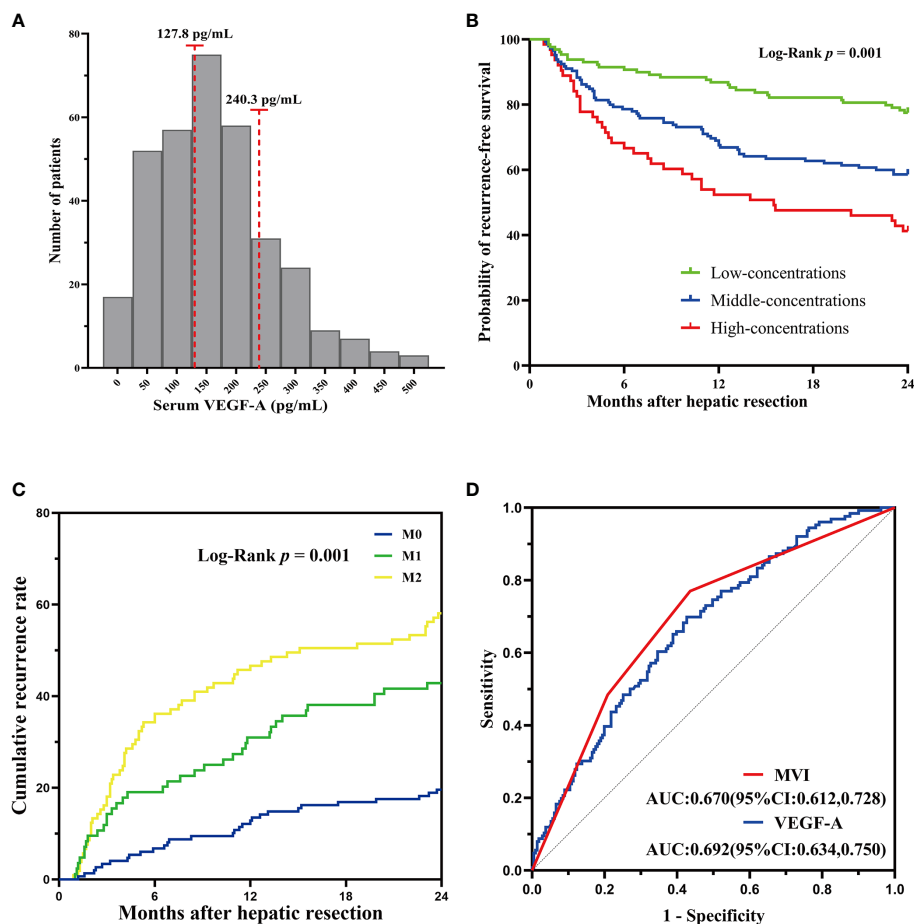 A
127.8 pg/mL
240.3 pg/mL
Number of patients
80
60
40
20
0
0 50 100 150 200 250 300 350 400 450 500
Serum VEGF-A (pg/mL)
B
Log-Rank p = 0.001
Probability of recurrence-free survival
100
80
60
40
20
0
Low-concentrations
Middle-concentrations
High-concentrations
0 6 12 18 24
Months after hepatic resection
C
Log-Rank p = 0.001
M0
M1
M2
Cumulative recurrence rate
80
60
40
20
0
0 6 12 18 24
Months after hepatic resection
D
Sensitivity
1.0
0.8
0.6
0.4
0.2
0.0
MVI
AUC:0.670(95%CI:0.612,0.728)
VEGF-A
AUC:0.692(95%CI:0.634,0.750)
0.0 0.2 0.4 0.6 0.8 1.0
1 - Specificity